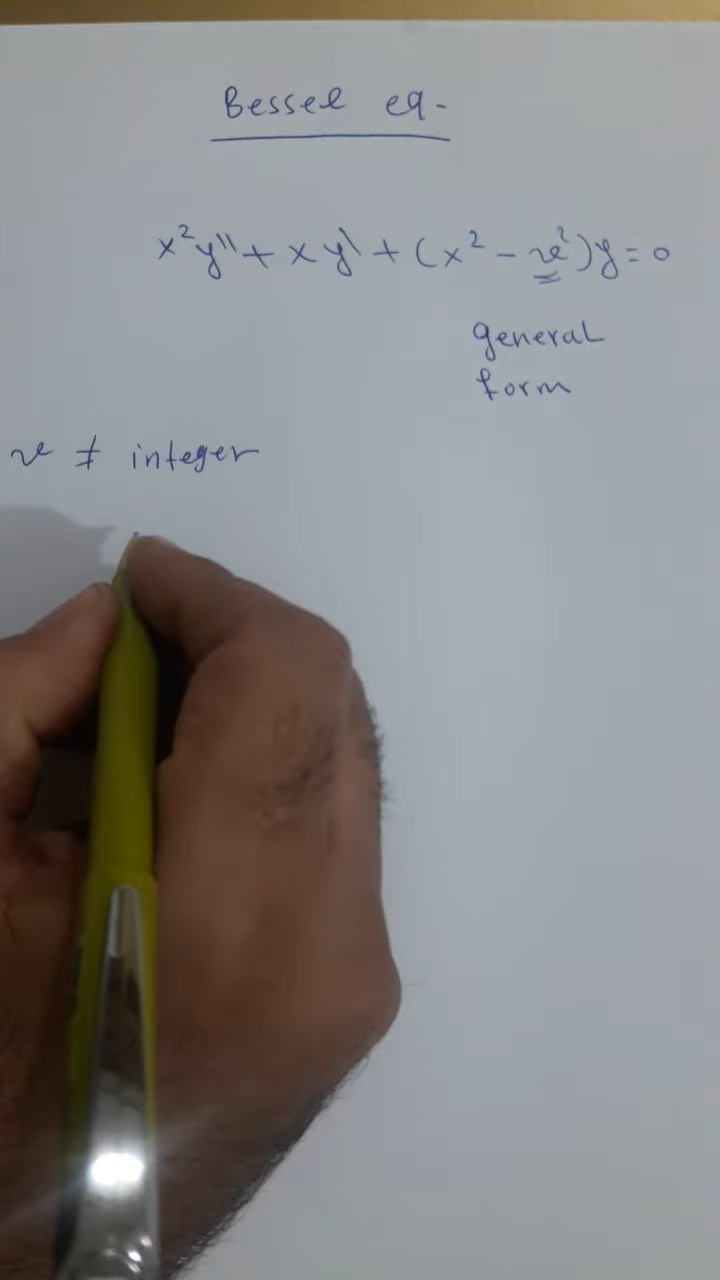 Bessel eq.
x²y'' + xy' + (x² - ν²)y = 0
general
form
ν ≠ integer